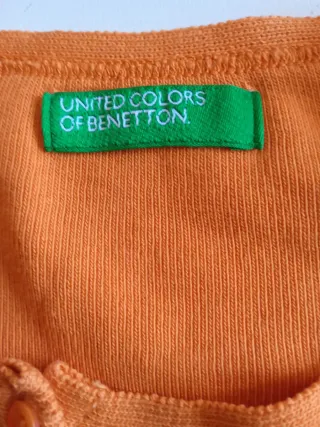 UNITED COLORS
OF BENETTON.